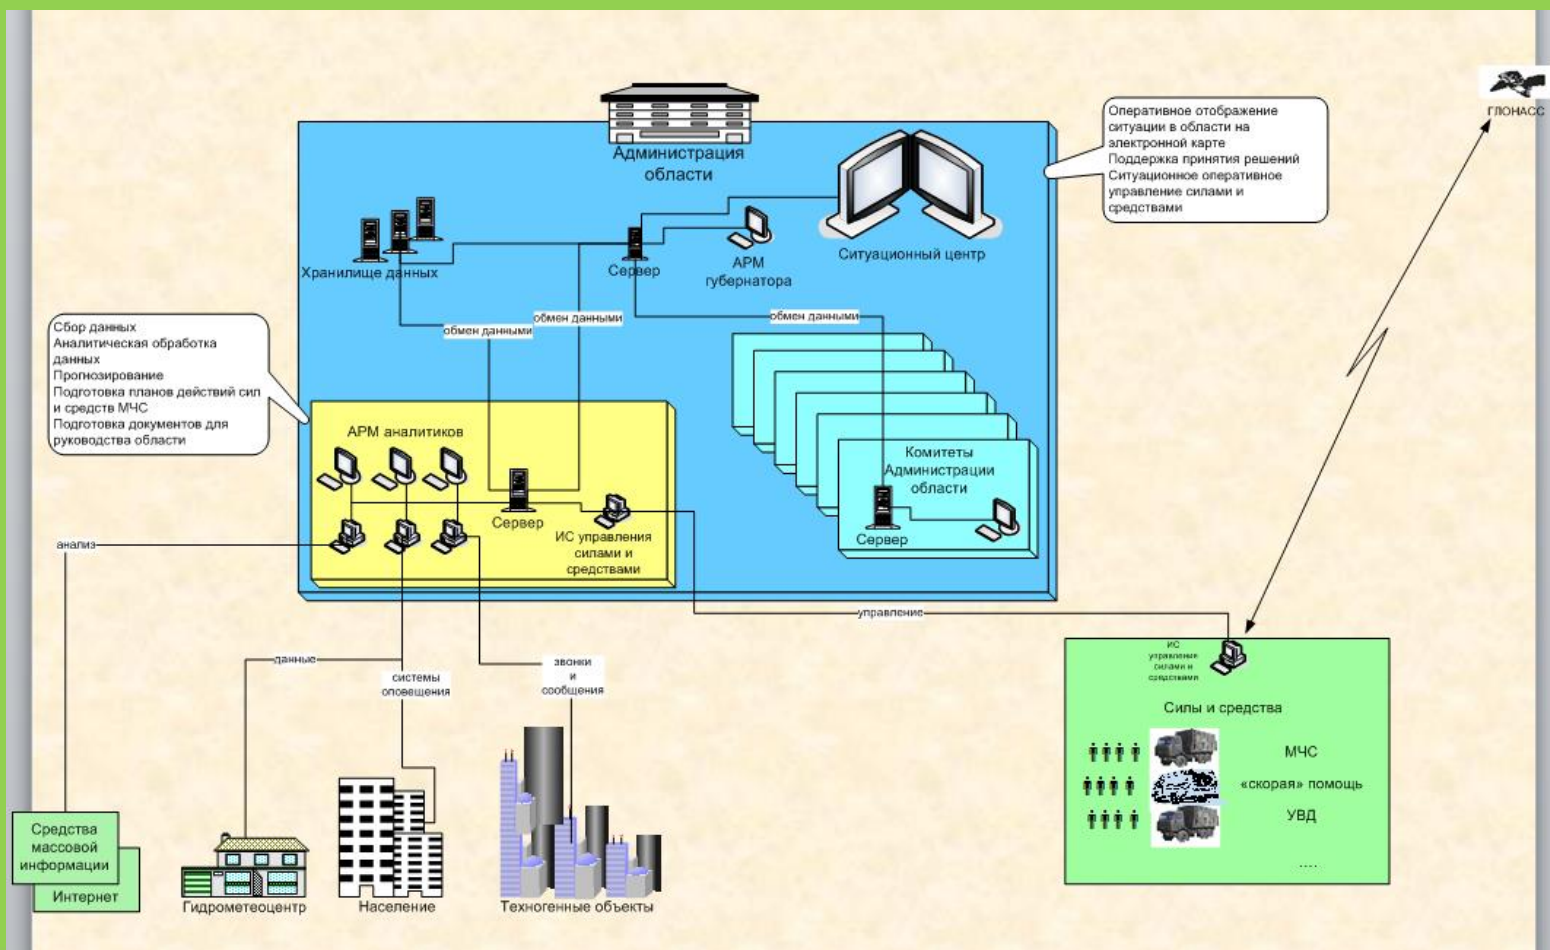 ГЛОНАСС
Оперативное отображение
ситуации в области на
электронной карте
Поддержка принятия решений
Ситуационное оперативное
управление силами и
средствами
Администрация
области
Хранилище данных
Сервер
АРМ
губернатора
Ситуационный центр
обмен данными
обмен данными
обмен данными
Сбор данных
Аналитическая обработка
данных
Прогнозирование
Подготовка планов действий сил
и средств МЧС
Подготовка документов для
руководства области
АРМ аналитиков
Сервер
ИС управления
силами и
средствами
Комитеты
Администрации
области
Сервер
анализ
управление
данные
системы
оповещения
звонки
и
сообщения
ИС
управления
силами и
средствами
Силы и средства
МЧС
«скорая» помощь
УВД
....
Средства
массовой
информации
Интернет
Гидрометеоцентр
Население
Техногенные объекты